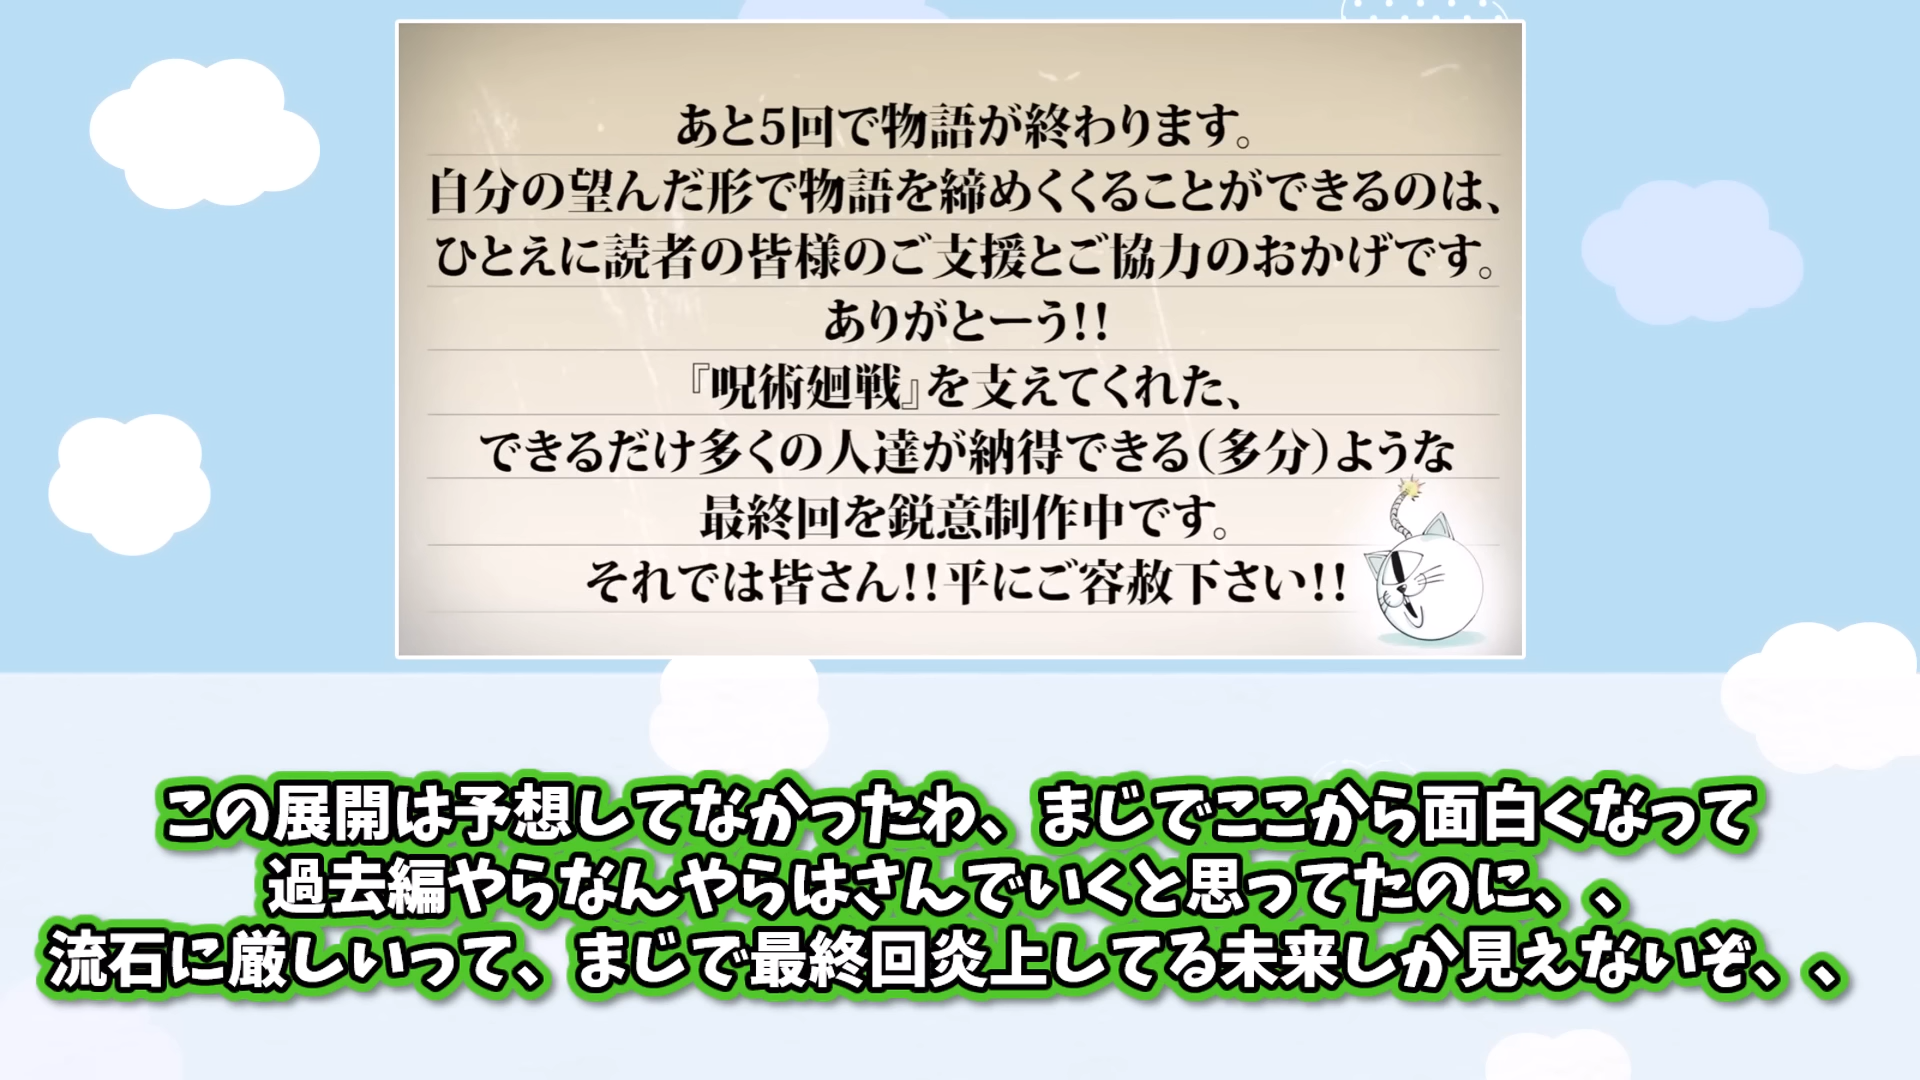 あと5回で物語が終わります。
自分の望んだ形で物語を締めくくることができるのは、
ひとえに読者の皆様のご支援とご協力のおかげです。
ありがとーう!!
『呪術廻戦』を支えてくれた、
できるだけ多くの人達が納得できる(多分)ような
最終回を鋭意制作中です。
それでは皆さん!!平にご容赦下さい!!
この展開は予想してなかったわ、まじでここから面白くなって
過去編やらなんやらはさんでいくと思ってたのに、、
流石に厳しいって、まじで最終回炎上してる未来しか見えないぞ、、